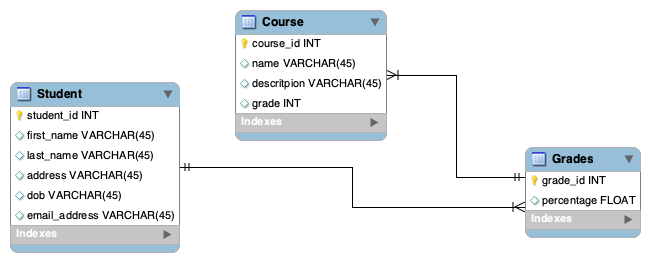 Course
course_id INT
name VARCHAR(45)
descritpion VARCHAR(45)
grade INT
Indexes
Student
student_id INT
first_name VARCHAR(45)
last_name VARCHAR(45)
address VARCHAR(45)
dob VARCHAR(45)
email_address VARCHAR(45)
Indexes
Grades
grade_id INT
percentage FLOAT
Indexes